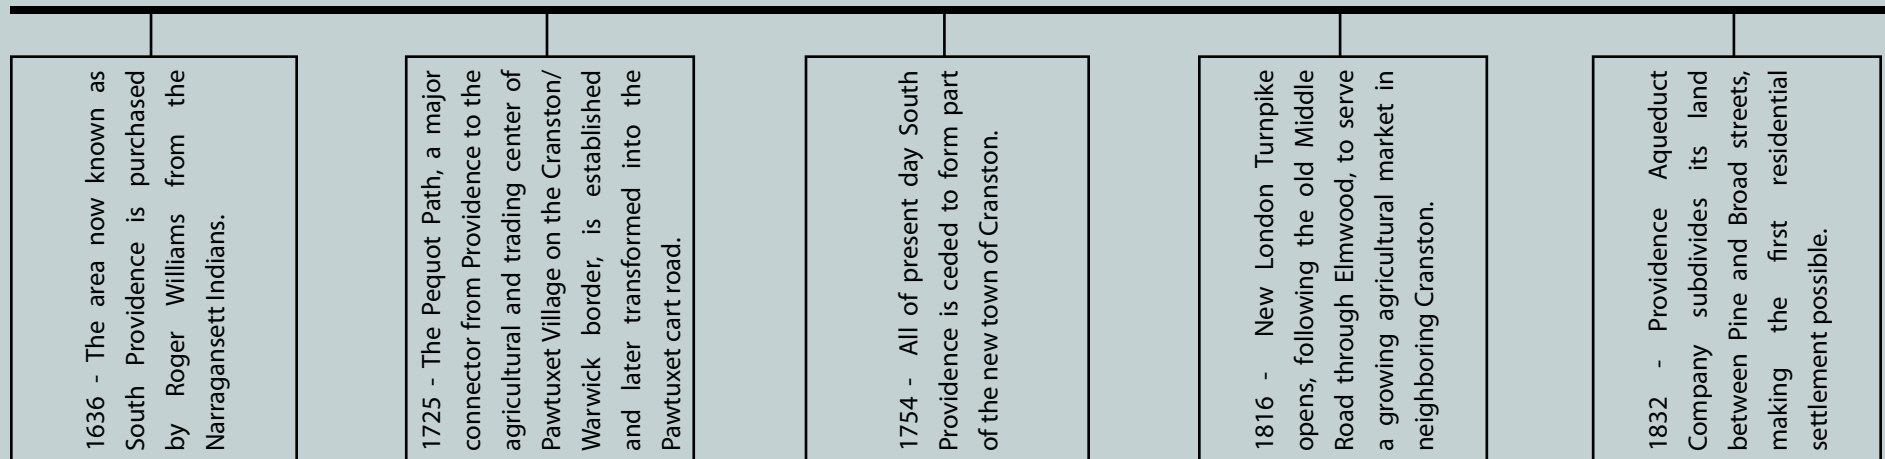 1636 - The area now known as
South Providence is purchased
by Roger Williams from the
Narragansett Indians.
1725 - The Pequot Path, a major
connector from Providence to the
agricultural and trading center of
Pawtuxet Village on the Cranston/
Warwick border, is established
and later transformed into the
Pawtuxet cart road.
1754 - All of present day South
Providence is ceded to form part
of the new town of Cranston.
1816 - New London Turnpike
opens, following the old Middle
Road through Elmwood, to serve
a growing agricultural market in
neighboring Cranston.
1832 - Providence Aqueduct
Company subdivides its land
between Pine and Broad streets,
making the first residential
settlement possible.